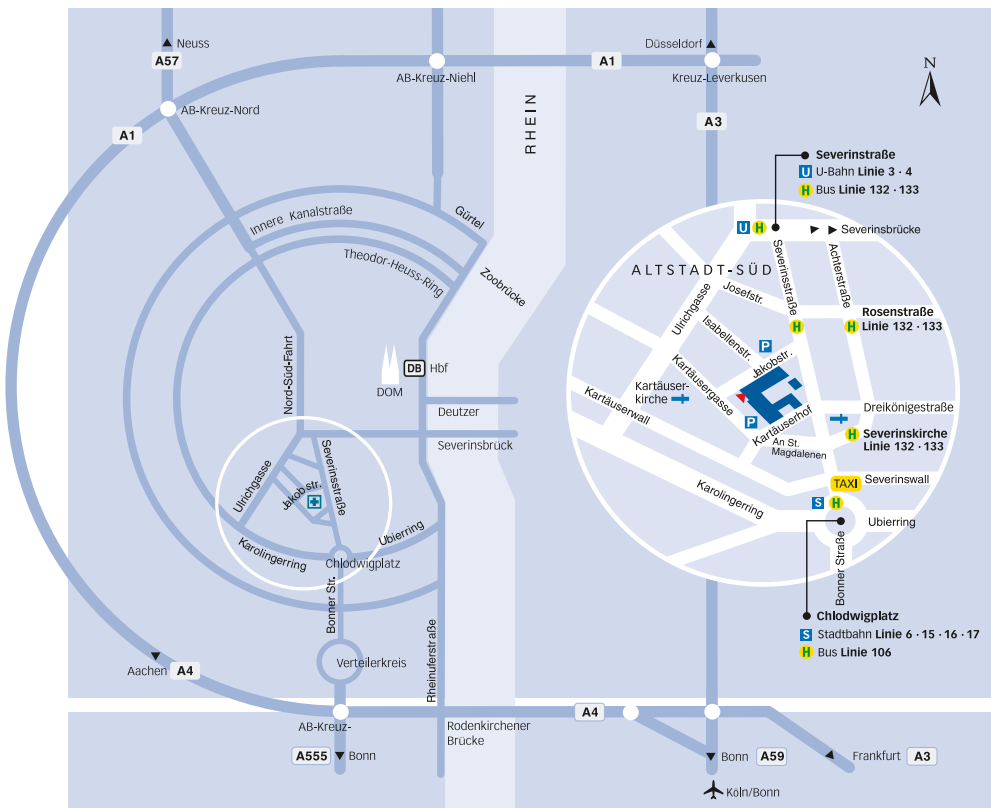 Neuss
A57
AB-Kreuz-Nord
A1
AB-Kreuz-Niehl
A1
Düsseldorf
Kreuz-Leverkusen
A3
RHEIN
N
Innere Kanalstraße
Theodor-Heuss-Ring
Gürtel
Zoobrücke
Nord-Süd-Fahrt
DOM
DB Hbf
Deutzer
Severinsbrück
Ulrichgasse
Jakobstr.
Severinsstraße
Karolingerring
Ubierring
Chlodwigplatz
Bonner Str.
Verteilerkreis
Rheinuferstraße
Aachen A4
AB-Kreuz-
A555 Bonn
Rodenkirchener
Brücke
A4
Bonn A59
Frankfurt A3
Köln/Bonn
Severinstraße
U U-Bahn Linie 3 · 4
H Bus Linie 132 · 133
U H
Severinsbrücke
ALTSTADT-SÜD
Ulrichgasse
Josefstr.
Severinsstraße
Achterstraße
Isabellenstr.
P
Jakobstr.
H
H
Rosenstraße
Linie 132 · 133
Kartäuser-
kirche
Kartäusergasse
Kartäuserwall
P
Kartäuserhof
An St.
Magdalenen
Dreikönigestraße
H Severinskirche
Linie 132 · 133
Karolingerring
TAXI
Severinswall
S H
Ubierring
Bonner Straße
Chlodwigplatz
S Stadtbahn Linie 6 · 15 · 16 · 17
H Bus Linie 106